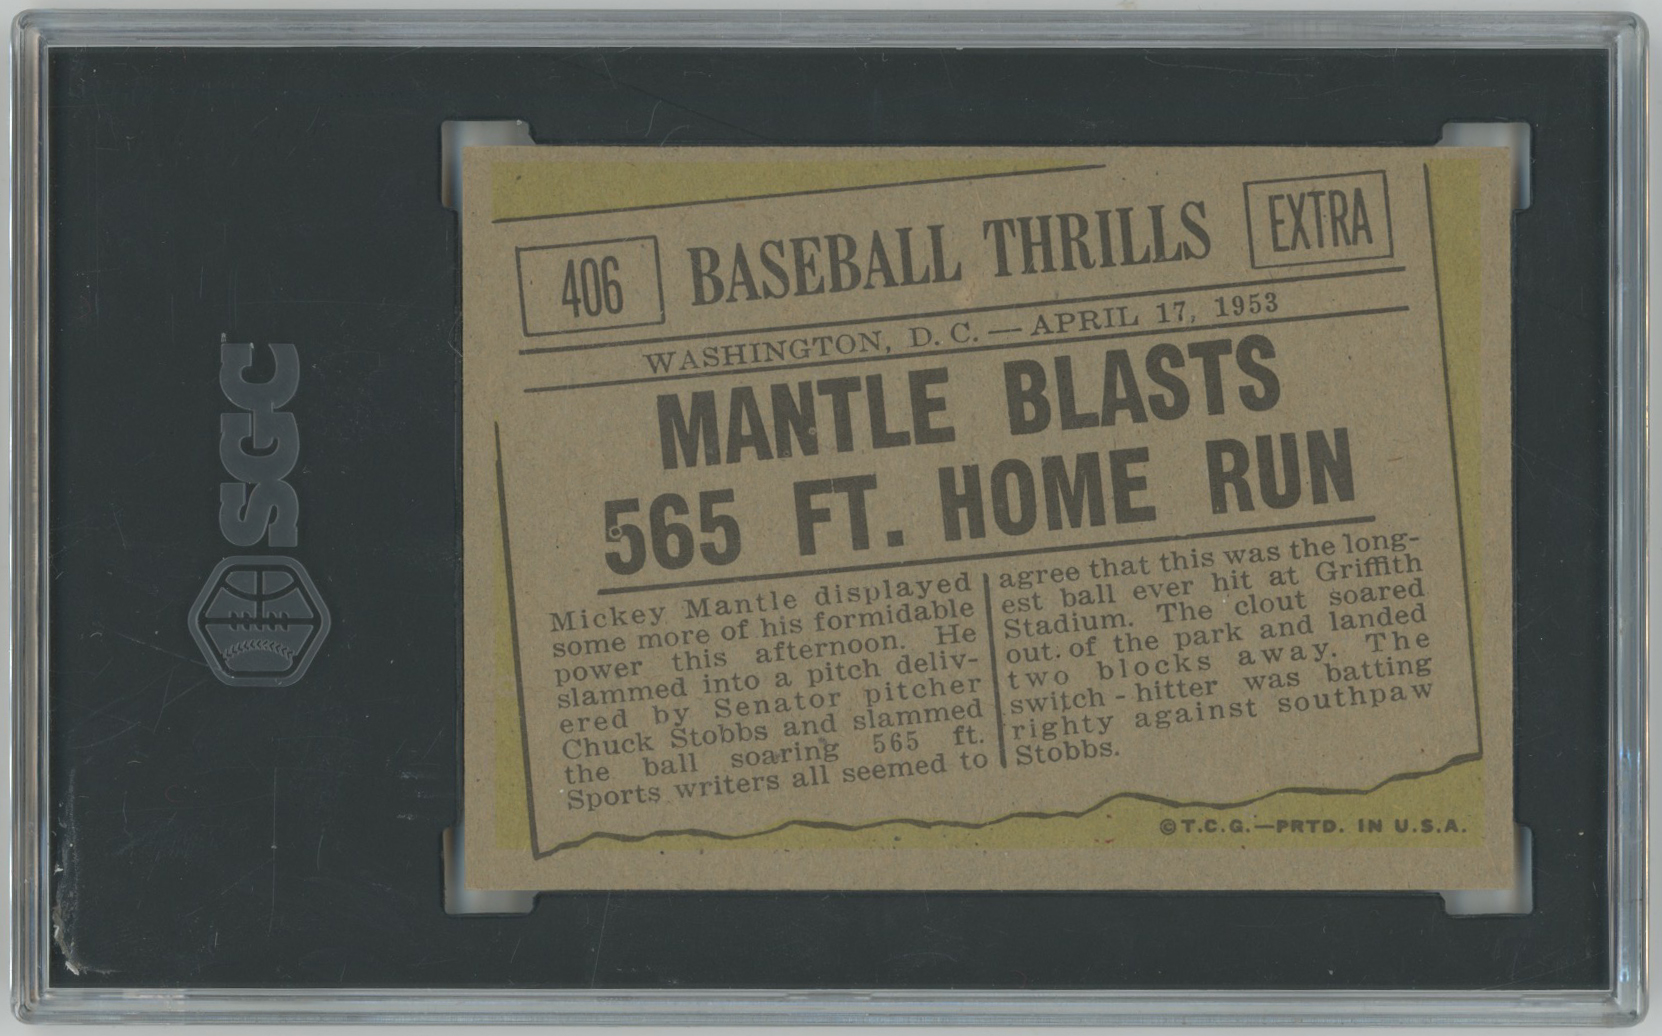 SGC
406 BASEBALL THRILLS EXTRA
WASHINGTON, D. C. — APRIL 17, 1953
MANTLE BLASTS
565 FT. HOME RUN
Mickey Mantle displayed
some more of his formidable
power this afternoon. He
slammed into a pitch deliv-
ered by Senator pitcher
Chuck Stobbs and slammed
the ball soaring 565 ft.
Sports writers all seemed to
agree that this was the long-
est ball ever hit at Griffith
Stadium. The clout soared
out. of the park and landed
two blocks away. The
switch - hitter was batting
righty against southpaw
Stobbs.
© T.C.G.—PRTD. IN U.S.A.